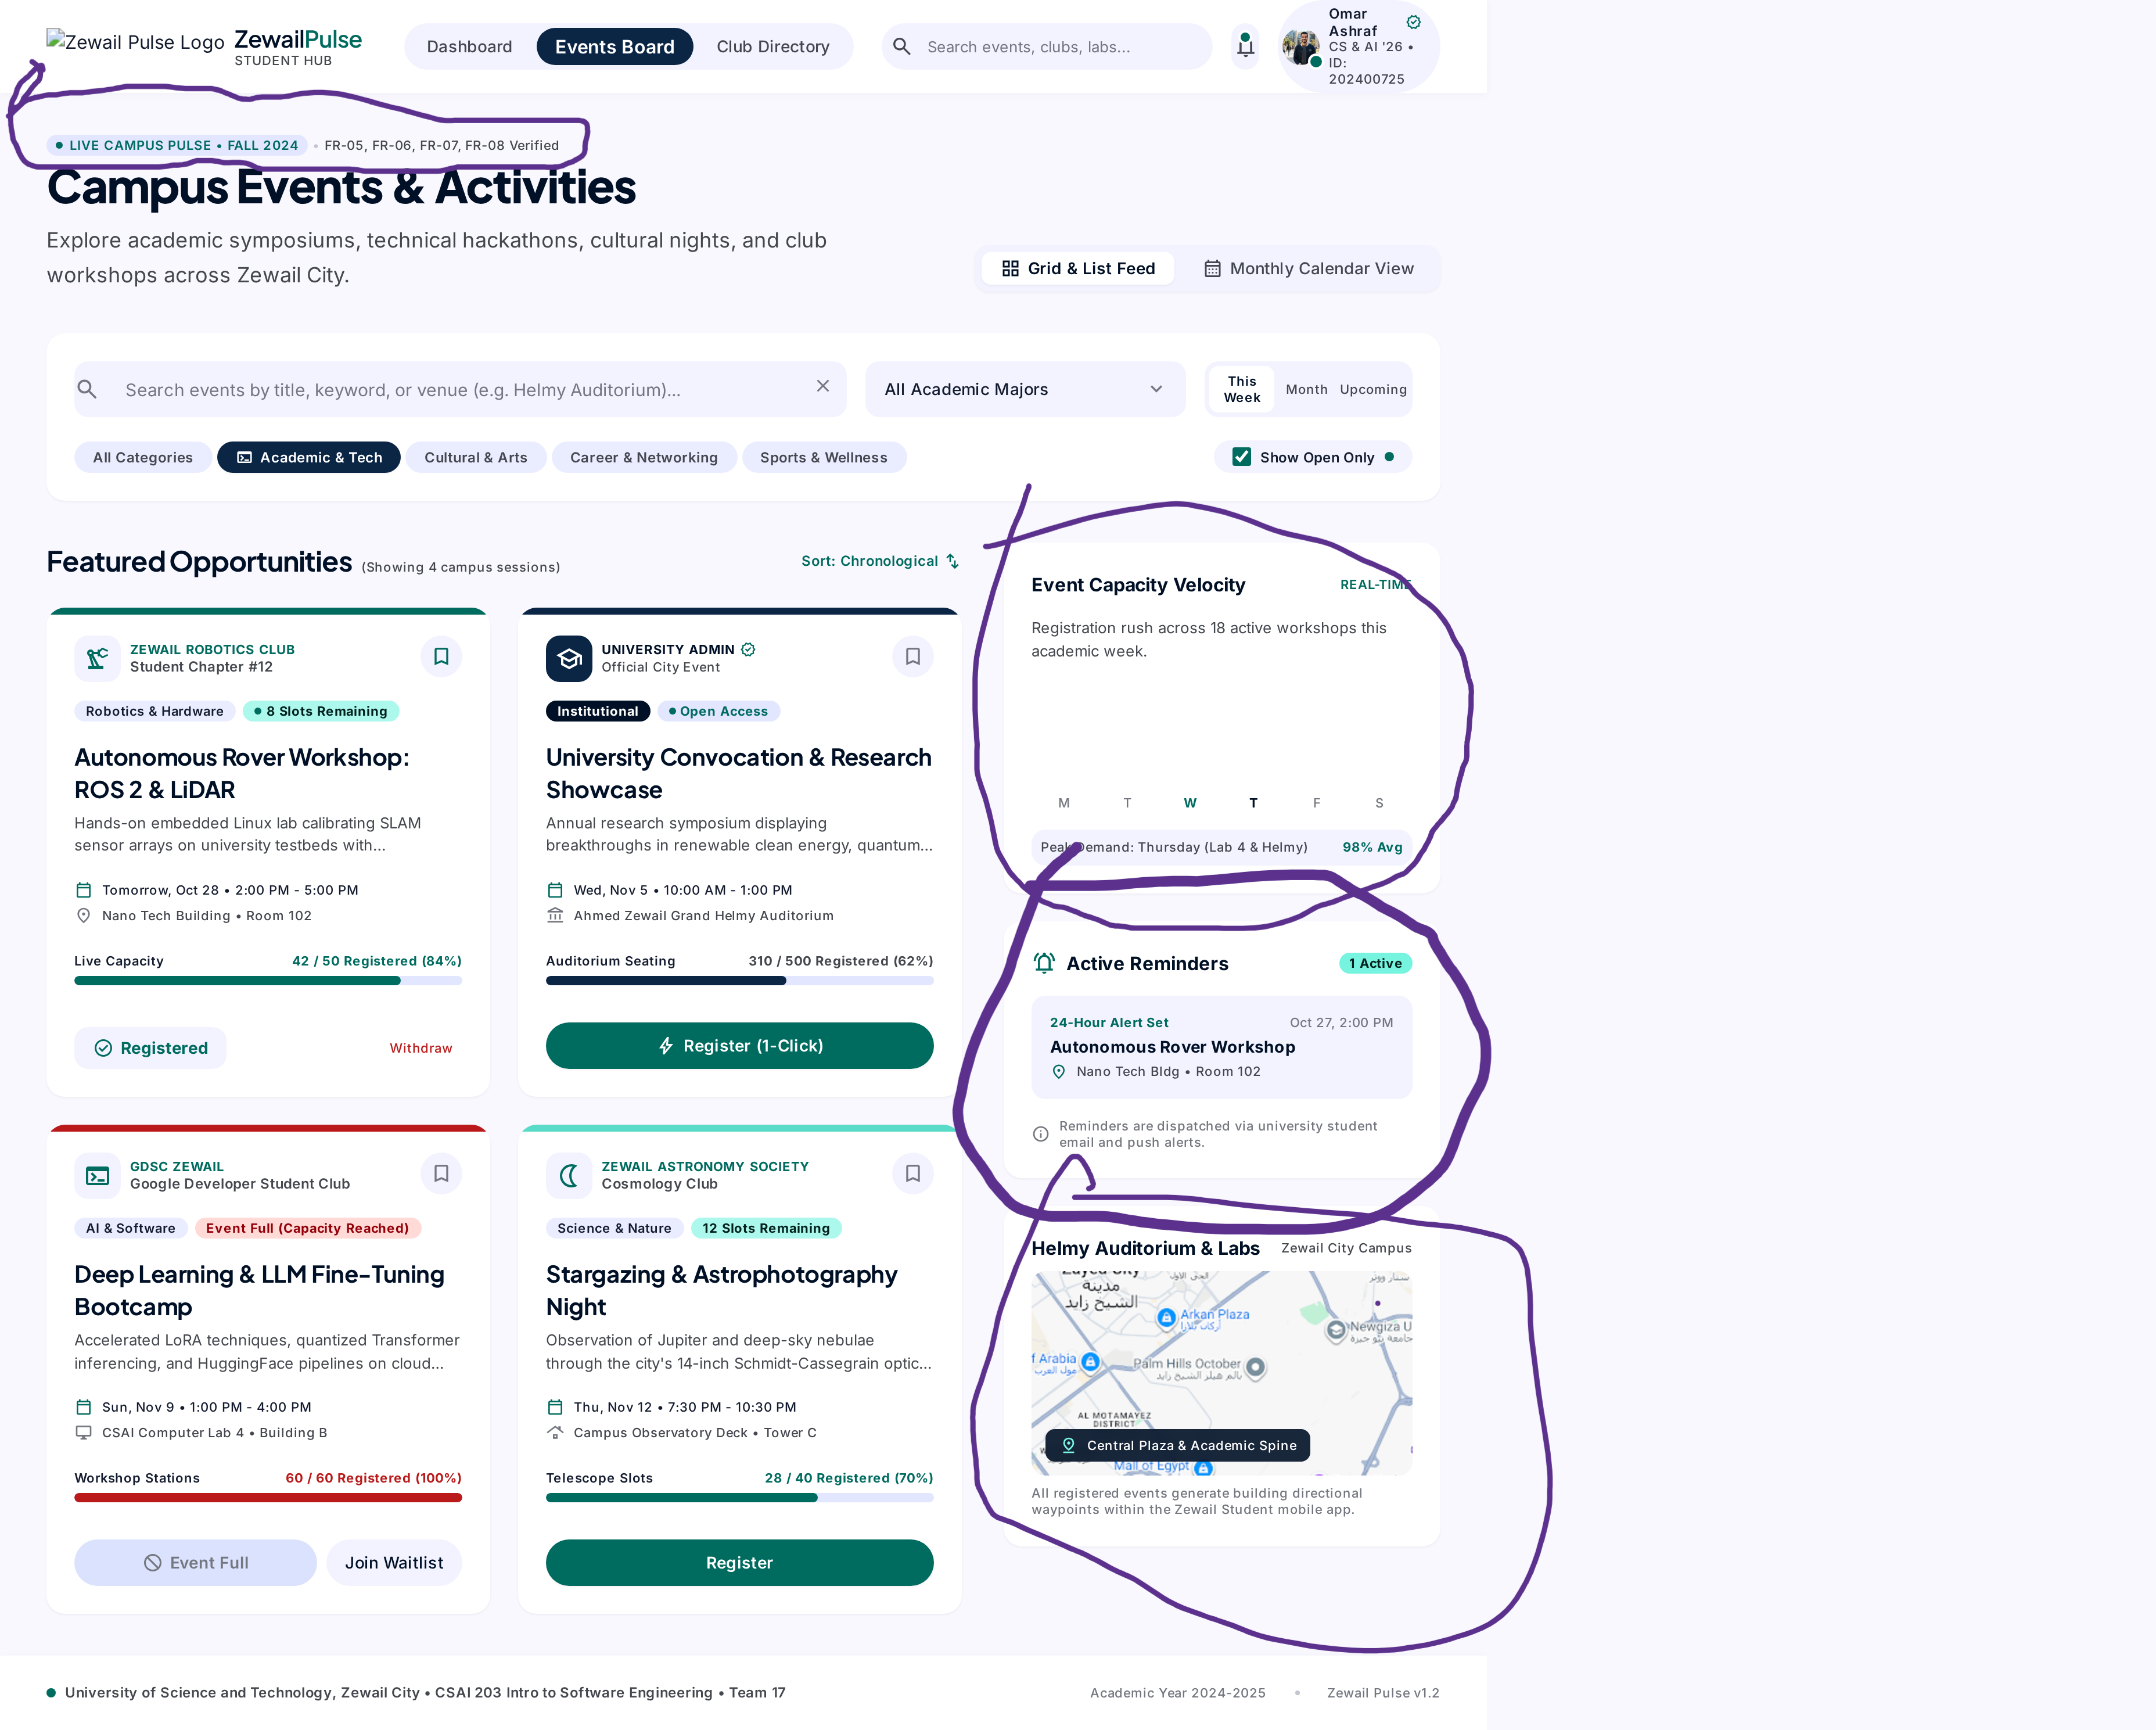 Zewail Pulse Logo
ZewailPulse
STUDENT HUB
Dashboard
Events Board
Club Directory
Search events, clubs, labs...
Omar
Ashraf
CS & AI '26 •
ID:
202400725
LIVE CAMPUS PULSE • FALL 2024 • FR-05, FR-06, FR-07, FR-08 Verified
Campus Events & Activities
Explore academic symposiums, technical hackathons, cultural nights, and club
workshops across Zewail City.
Grid & List Feed
Monthly Calendar View
Search events by title, keyword, or venue (e.g. Helmy Auditorium)...
All Academic Majors
This
Week
Month
Upcoming
All Categories
Academic & Tech
Cultural & Arts
Career & Networking
Sports & Wellness
Show Open Only
Featured Opportunities (Showing 4 campus sessions)
Sort: Chronological
ZEWAIL ROBOTICS CLUB
Student Chapter #12
Robotics & Hardware
8 Slots Remaining
Autonomous Rover Workshop:
ROS 2 & LiDAR
Hands-on embedded Linux lab calibrating SLAM
sensor arrays on university testbeds with...
Tomorrow, Oct 28 • 2:00 PM - 5:00 PM
Nano Tech Building • Room 102
Live Capacity
42 / 50 Registered (84%)
Registered
Withdraw
UNIVERSITY ADMIN
Official City Event
Institutional
Open Access
University Convocation & Research
Showcase
Annual research symposium displaying
breakthroughs in renewable clean energy, quantum...
Wed, Nov 5 • 10:00 AM - 1:00 PM
Ahmed Zewail Grand Helmy Auditorium
Auditorium Seating
310 / 500 Registered (62%)
Register (1-Click)
GDSC ZEWAIL
Google Developer Student Club
AI & Software
Event Full (Capacity Reached)
Deep Learning & LLM Fine-Tuning
Bootcamp
Accelerated LoRA techniques, quantized Transformer
inferencing, and HuggingFace pipelines on cloud...
Sun, Nov 9 • 1:00 PM - 4:00 PM
CSAI Computer Lab 4 • Building B
Workshop Stations
60 / 60 Registered (100%)
Event Full
Join Waitlist
ZEWAIL ASTRONOMY SOCIETY
Cosmology Club
Science & Nature
12 Slots Remaining
Stargazing & Astrophotography
Night
Observation of Jupiter and deep-sky nebulae
through the city's 14-inch Schmidt-Cassegrain optic...
Thu, Nov 12 • 7:30 PM - 10:30 PM
Campus Observatory Deck • Tower C
Telescope Slots
28 / 40 Registered (70%)
Register
Event Capacity Velocity
REAL-TIME
Registration rush across 18 active workshops this
academic week.
M T W T F S
Peak Demand: Thursday (Lab 4 & Helmy)
98% Avg
Active Reminders
1 Active
24-Hour Alert Set
Oct 27, 2:00 PM
Autonomous Rover Workshop
Nano Tech Bldg • Room 102
Reminders are dispatched via university student
email and push alerts.
Helmy Auditorium & Labs
Zewail City Campus
مدينة
الشيخ زايد
Arkan Plaza
أركان بلازا
Newgiza U
f Arabia
مول العرب
Palm Hills October
بالم هيلز الشيخ زايد
AL MOTAMAYEZ
DISTRICT
Central Plaza & Academic Spine
Mall of Egypt
All registered events generate building directional
waypoints within the Zewail Student mobile app.
University of Science and Technology, Zewail City • CSAI 203 Intro to Software Engineering • Team 17
Academic Year 2024-2025 • Zewail Pulse v1.2